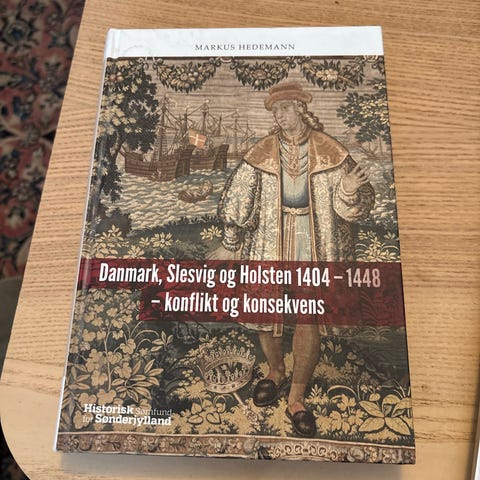 MARKUS HEDEMANN
Danmark, Slesvig og Holsten 1404 – 1448
– konflikt og konsekvens
Historisk Samfund
for Sønderjylland